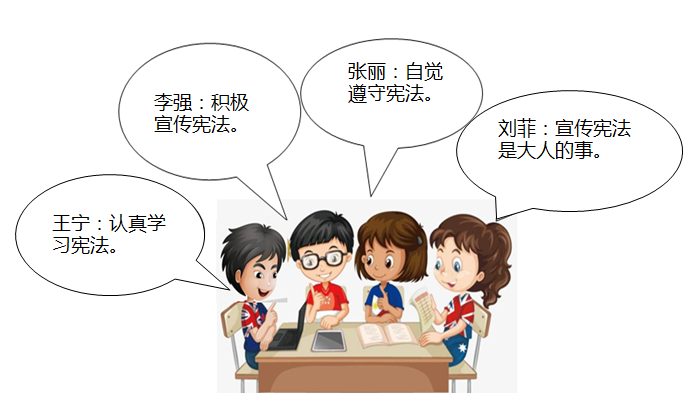 王宁：认真学
习宪法。
李强：积极
宣传宪法。
张丽：自觉
遵守宪法。
刘菲：宣传宪法
是大人的事。